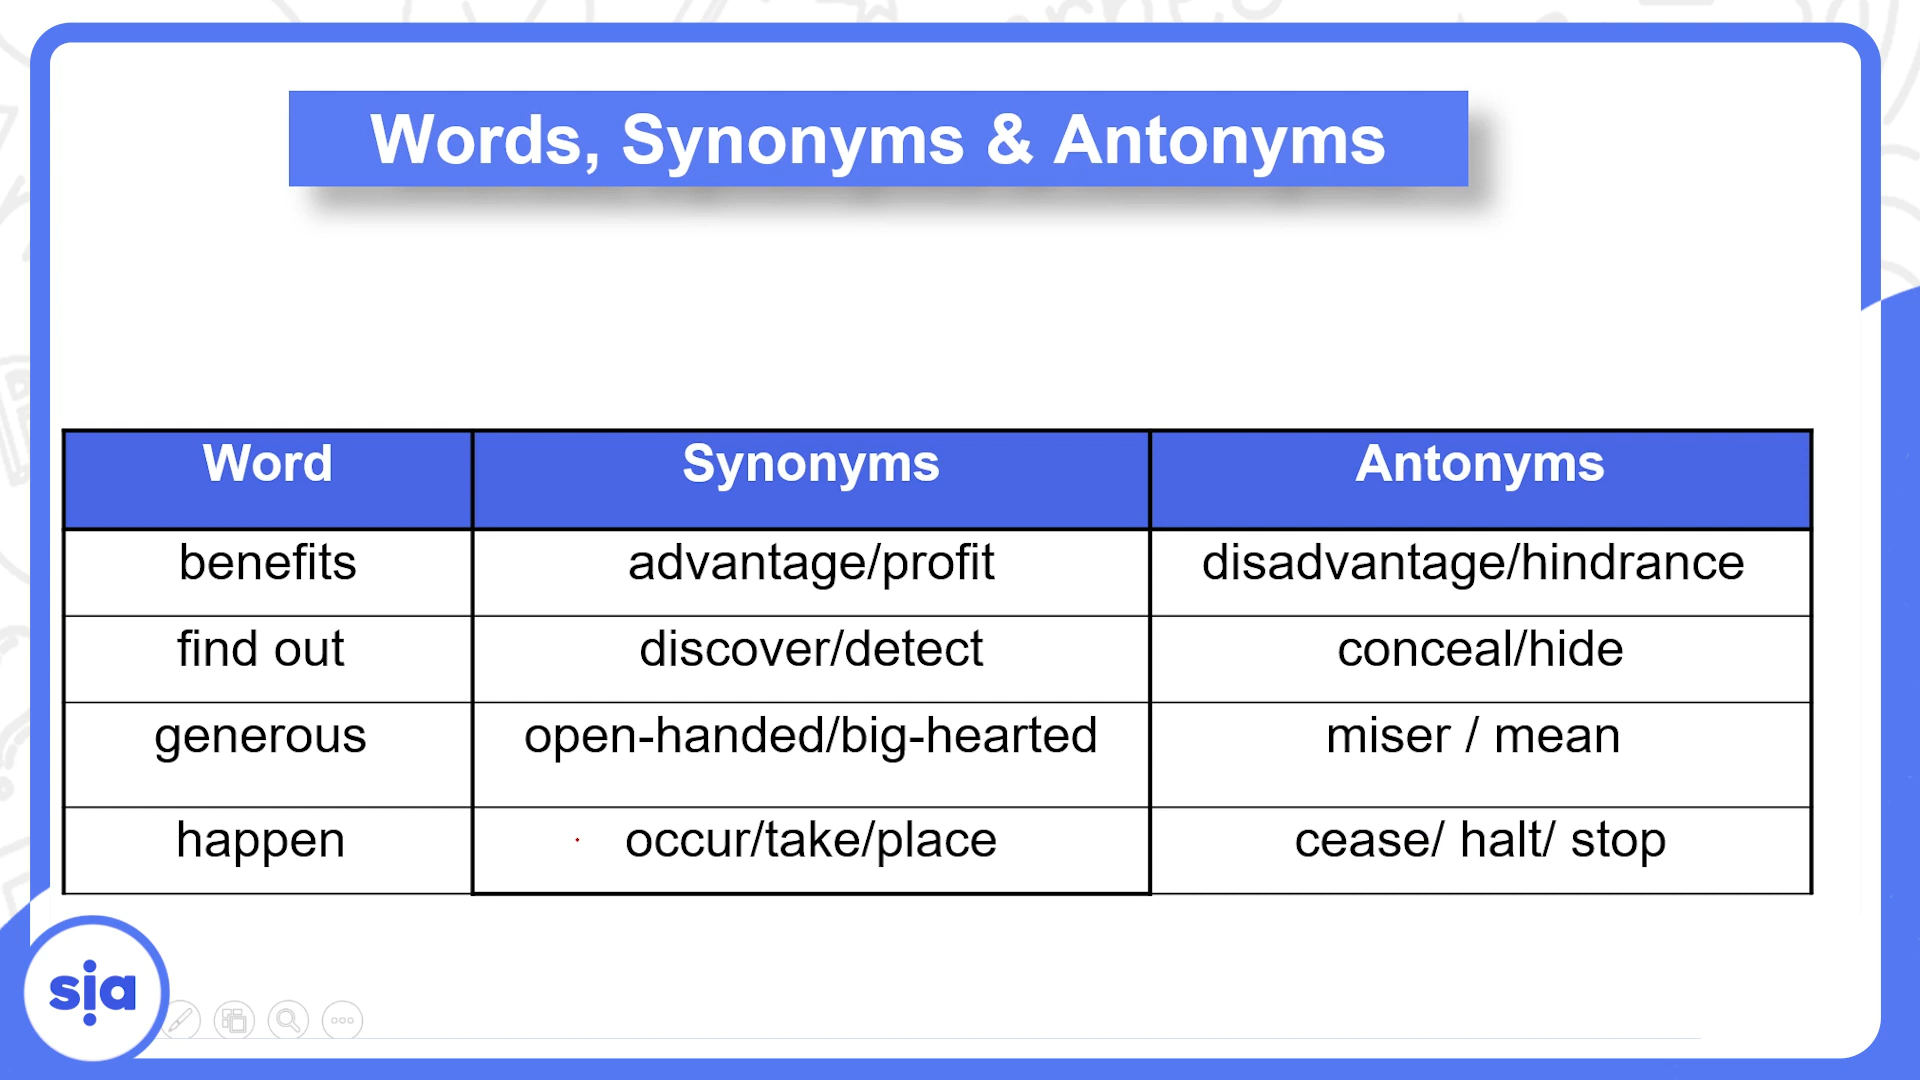 Words, Synonyms & Antonyms
Word Synonyms Antonyms
benefits advantage/profit disadvantage/hindrance
find out discover/detect conceal/hide
generous open-handed/big-hearted miser / mean
happen occur/take/place cease/ halt/ stop
sia